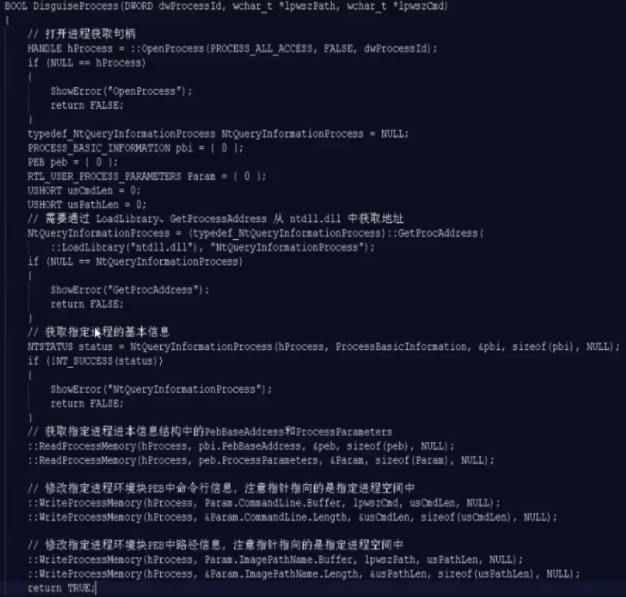 BOOL DisguiseProcess(DWORD dwProcessId, wchar_t *lpwszPath, wchar_t *lpwszCmd)
{
// 打开进程获取句柄
HANDLE hProcess = ::OpenProcess(PROCESS_ALL_ACCESS, FALSE, dwProcessId);
if (NULL == hProcess)
{
ShowError("OpenProcess");
return FALSE;
}
typedef_NtQueryInformationProcess NtQueryInformationProcess = NULL;
PROCESS_BASIC_INFORMATION pbi = { 0 };
PEB peb = { 0 };
RTL_USER_PROCESS_PARAMETERS Param = { 0 };
USHORT usCmdLen = 0;
USHORT usPathLen = 0;
// 需要通过 LoadLibrary、GetProcessAddress 从 ntdll.dll 中获取地址
NtQueryInformationProcess = (typedef_NtQueryInformationProcess)::GetProcAddress(
::LoadLibrary("ntdll.dll"), "NtQueryInformationProcess");
if (NULL == NtQueryInformationProcess)
{
ShowError("GetProcAddress");
return FALSE;
}
// 获取指定进程的基本信息
NTSTATUS status = NtQueryInformationProcess(hProcess, ProcessBasicInformation, &pbi, sizeof(pbi), NULL);
if (!NT_SUCCESS(status))
{
ShowError("NtQueryInformationProcess");
return FALSE;
}
// 获取指定进程进本信息结构中的PebBaseAddress和ProcessParameters
::ReadProcessMemory(hProcess, pbi.PebBaseAddress, &peb, sizeof(peb), NULL);
::ReadProcessMemory(hProcess, peb.ProcessParameters, &Param, sizeof(Param), NULL);
// 修改指定进程环境块PEB中命令行信息, 注意指针指向的是指定进程空间中
::WriteProcessMemory(hProcess, Param.CommandLine.Buffer, lpwszCmd, usCmdLen, NULL);
::WriteProcessMemory(hProcess, &Param.CommandLine.Length, &usCmdLen, sizeof(usCmdLen), NULL);
// 修改指定进程环境块PEB中路径信息, 注意指针指向的是指定进程空间中
::WriteProcessMemory(hProcess, Param.ImagePathName.Buffer, lpwszPath, usPathLen, NULL);
::WriteProcessMemory(hProcess, &Param.ImagePathName.Length, &usPathLen, sizeof(usPathLen), NULL);
return TRUE;